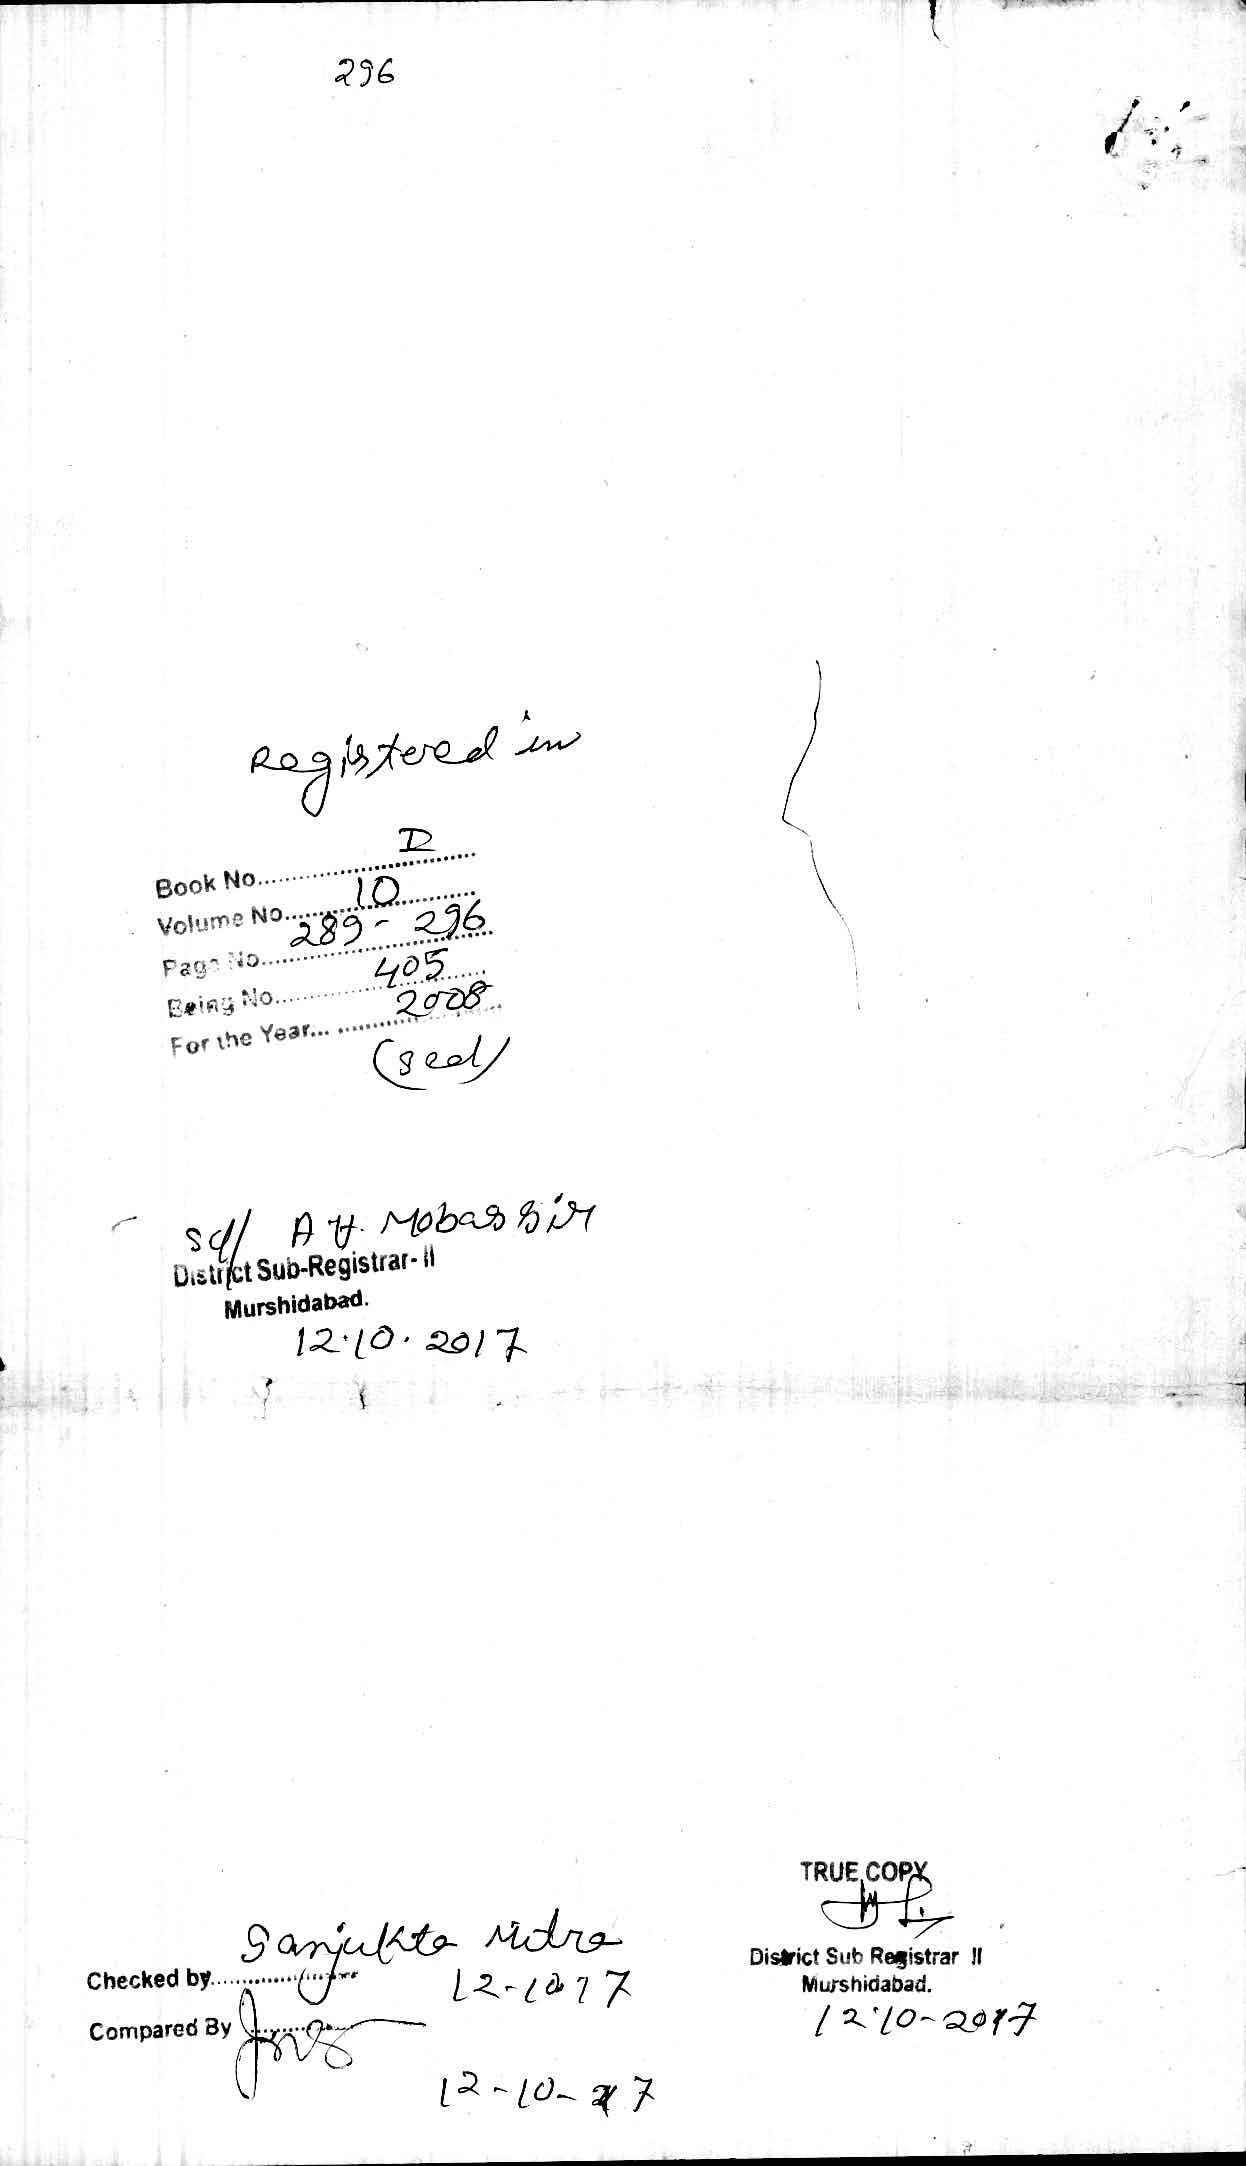 296
Registered in
Book No. I
Volume No. 10
Page No. 289 - 296
Being No. 405
For the Year... 2008
(Seal)
Sd/ A H. Mobassir
District Sub-Registrar- II
Murshidabad.
12.10.2017
TRUE COPY
District Sub Registrar II
Murshidabad.
12.10-2017
Sanjukta Mitra
Checked by 12-10 17
Compared By
12-10-17